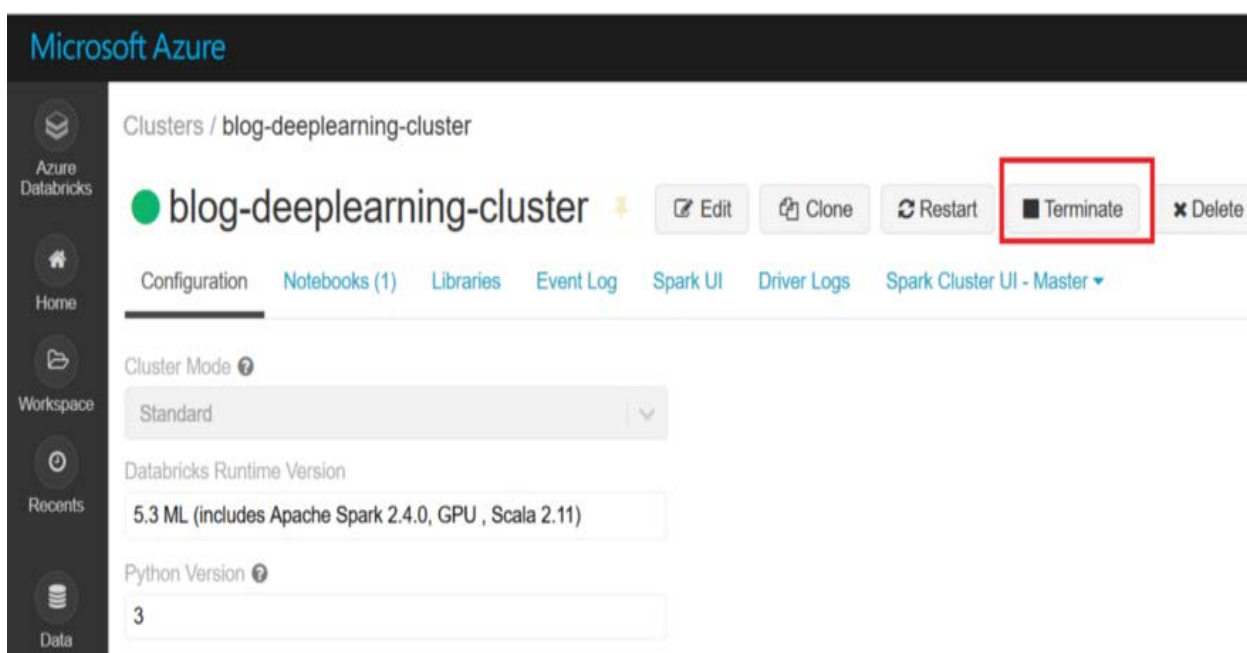 Microsoft Azure
Azure
Databricks
Home
Workspace
Recents
Data
Clusters / blog-deeplearning-cluster
blog-deeplearning-cluster
Edit
Clone
Restart
Terminate
Delete
Configuration
Notebooks (1)
Libraries
Event Log
Spark UI
Driver Logs
Spark Cluster UI - Master
Cluster Mode
Standard
Databricks Runtime Version
5.3 ML (includes Apache Spark 2.4.0, GPU , Scala 2.11)
Python Version
3